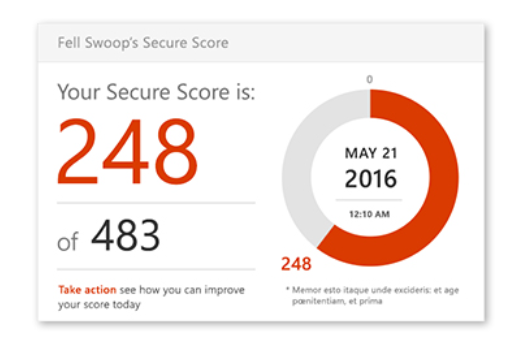 Fell Swoop's Secure Score
Your Secure Score is:
248
of 483
Take action see how you can improve
your score today
0
MAY 21
2016
12:10 AM
248
* Memor esto itaque unde excideris: et age
pœnitentiam, et prima